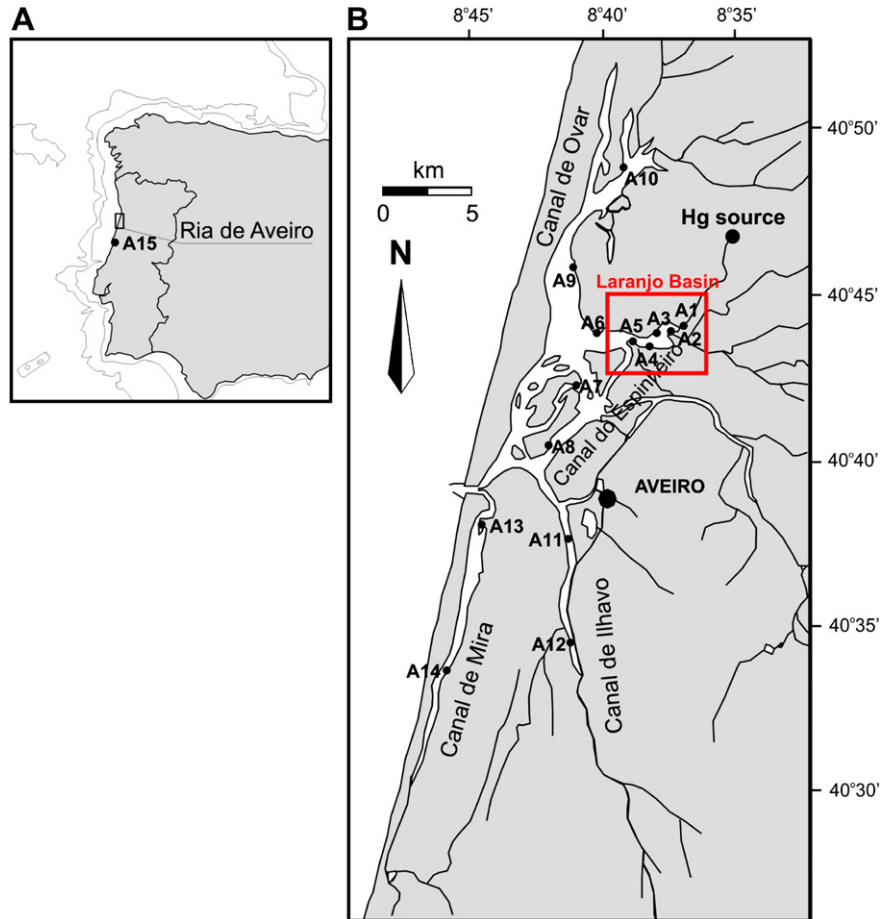 A
Ria de Aveiro
A15
B
8°45'
8°40'
8°35'
40°50'
40°45'
40°40'
40°35'
40°30'
km
0
5
N
Canal de Ovar
A10
Hg source
A9
Laranjo Basin
A6
A5
A3
A1
A2
A4
A7
Canal do Espinheiro
A8
AVEIRO
A13
A11
A12
Canal de Ilhavo
A14
Canal de Mira